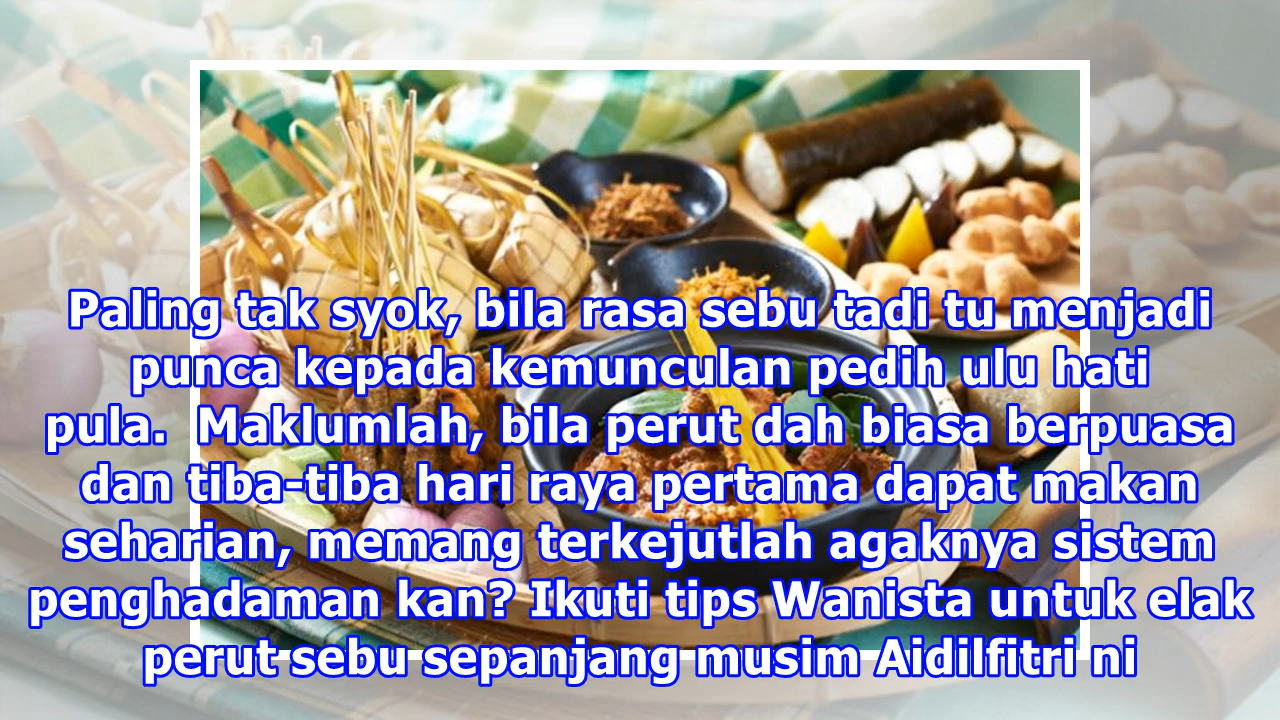 Paling tak syok, bila rasa sebu tadi tu menjadi
punca kepada kemunculan pedih ulu hati
pula.  Maklumlah, bila perut dah biasa berpuasa
dan tiba-tiba hari raya pertama dapat makan
seharian, memang terkejutlah agaknya sistem
penghadaman kan? Ikuti tips Wanista untuk elak
perut sebu sepanjang musim Aidilfitri ni